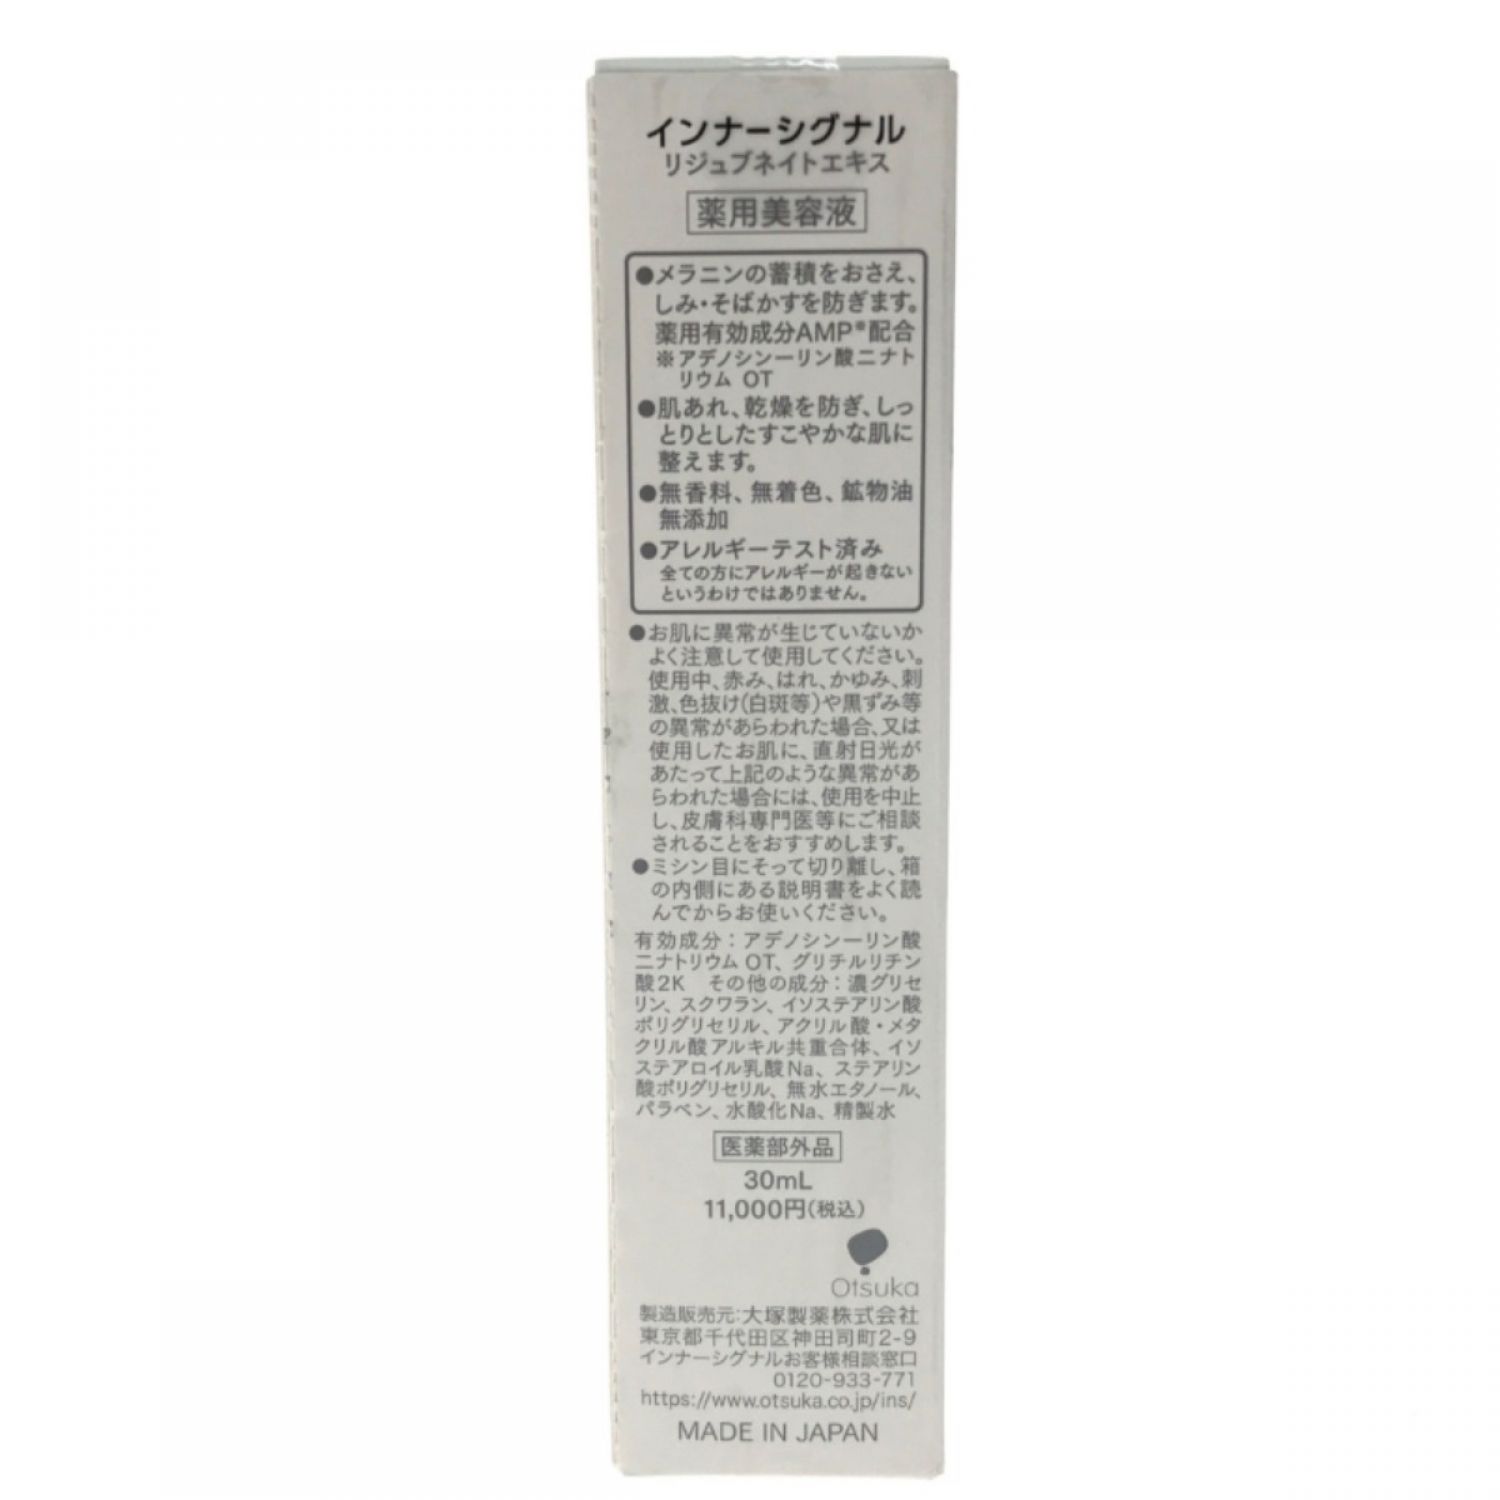 インナーシグナル
リジュブネイトエキス
薬用美容液
●メラニンの蓄積をおさえ、
しみ・そばかすを防ぎます。
薬用有効成分AMP※配合
※アデノシン一リン酸二ナト
リウム OT
●肌あれ、乾燥を防ぎ、しっ
とりとしたすこやかな肌に
整えます。
●無香料、無着色、鉱物油
無添加
●アレルギーテスト済み
全ての方にアレルギーが起きない
というわけではありません。
●お肌に異常が生じていないか
よく注意して使用してください。
使用中、赤み、はれ、かゆみ、刺
激、色抜け(白斑等)や黒ずみ等
の異常があらわれた場合、又は
使用したお肌に、直射日光が
あたって上記のような異常があ
らわれた場合には、使用を中止
し、皮膚科専門医等にご相談
されることをおすすめします。
●ミシン目にそって切り離し、箱
の内側にある説明書をよく読
んでからお使いください。
有効成分：アデノシン一リン酸
二ナトリウム OT、グリチルリチン
酸2K　その他の成分：濃グリセ
リン、スクワラン、イソステアリン酸
ポリグリセリル、アクリル酸・メタ
クリル酸アルキル共重合体、イソ
ステアロイル乳酸Na、ステアリン
酸ポリグリセリル、無水エタノール、
パラベン、水酸化Na、精製水
医薬部外品
30mL
11,000円(税込)
Otsuka
製造販売元：大塚製薬株式会社
東京都千代田区神田司町2-9
インナーシグナルお客様相談窓口
0120-933-771
https://www.otsuka.co.jp/ins/
MADE IN JAPAN